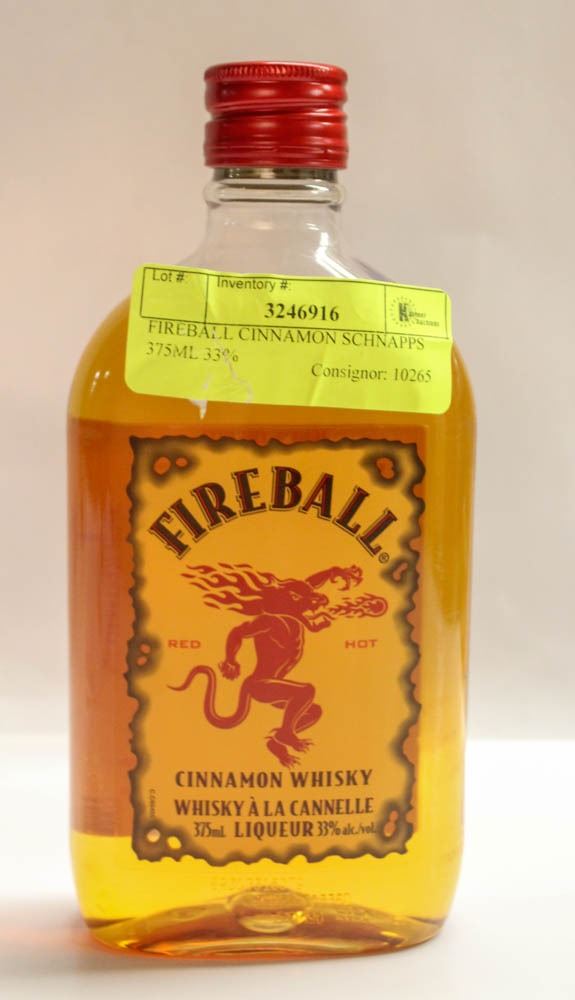 Lot #: Inventory #:
3246916
FIREBALL CINNAMON SCHNAPPS
375ML 33%
Consignor: 10265
FIREBALL®
RED HOT
CINNAMON WHISKY
WHISKY À LA CANNELLE
375mL LIQUEUR 33% alc./vol.